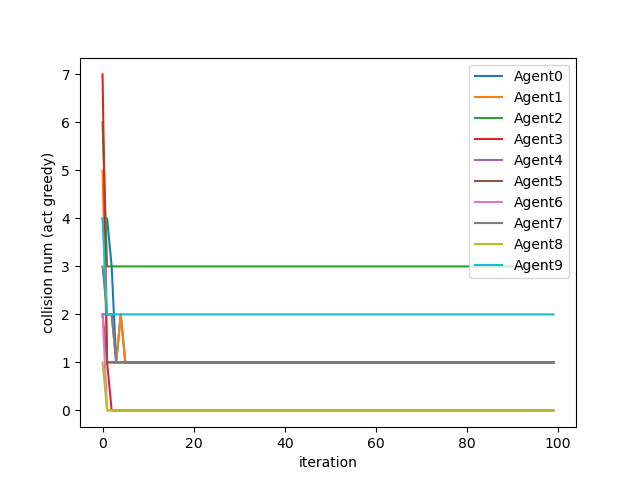 7
6
5
4
3
2
1
0
collision num (act greedy)
0
20
40
60
80
100
iteration
Agent0
Agent1
Agent2
Agent3
Agent4
Agent5
Agent6
Agent7
Agent8
Agent9